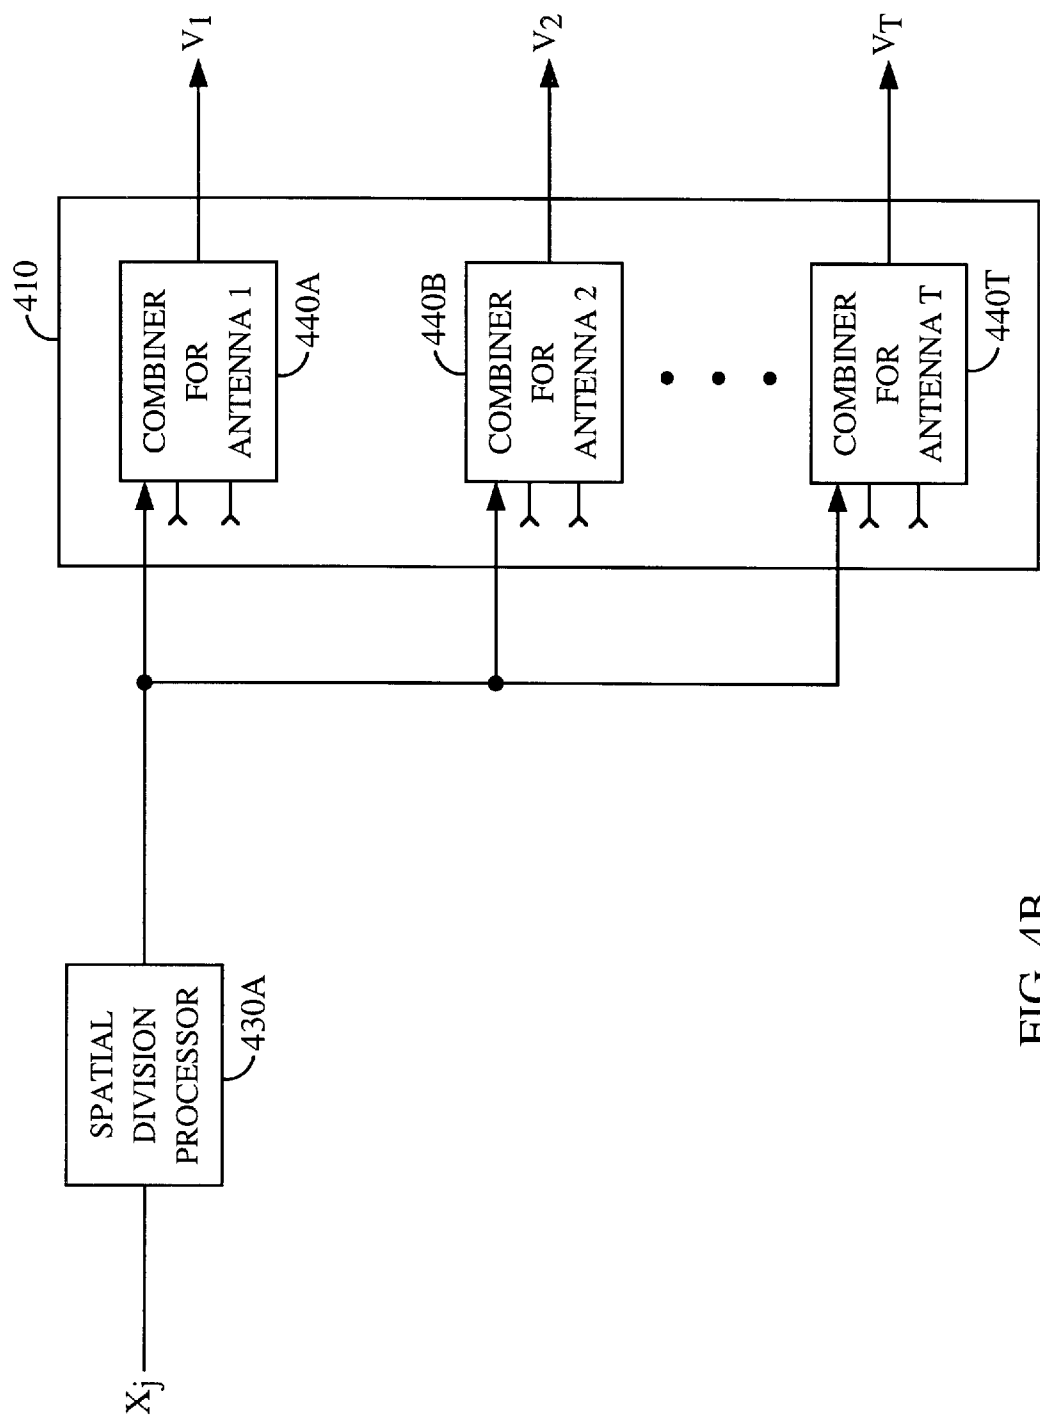 X_j
SPATIAL
DIVISION
PROCESSOR
430A
410
COMBINER
FOR
ANTENNA 1
440A
V_1
440B
COMBINER
FOR
ANTENNA 2
V_2
COMBINER
FOR
ANTENNA T
440T
V_T
FIG. 4B